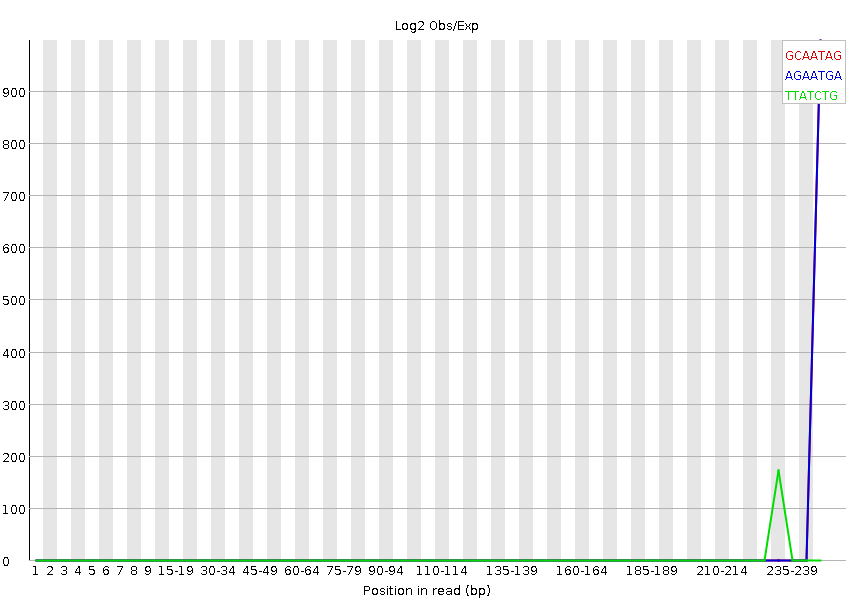 Log2 Obs/Exp
GCAATAG
AGAATGA
TTATCTG
900
800
700
600
500
400
300
200
100
0
1 2 3 4 5 6 7 8 9 15-19 30-34 45-49 60-64 75-79 90-94 110-114 135-139 160-164 185-189 210-214 235-239
Position in read (bp)